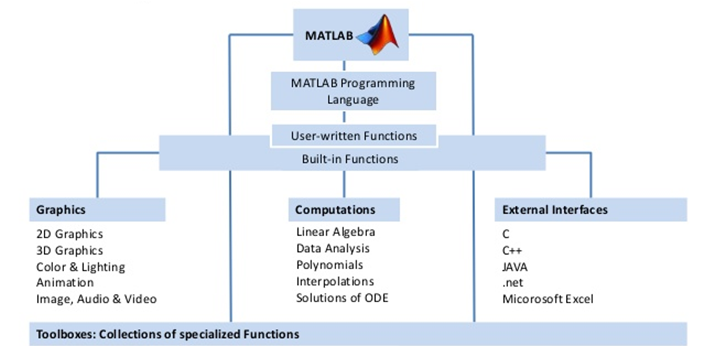 MATLAB
MATLAB Programming
Language
User-written Functions
Built-in Functions
Graphics
2D Graphics
3D Graphics
Color & Lighting
Animation
Image, Audio & Video
Computations
Linear Algebra
Data Analysis
Polynomials
Interpolations
Solutions of ODE
External Interfaces
C
C++
JAVA
.net
Micorosoft Excel
Toolboxes: Collections of specialized Functions